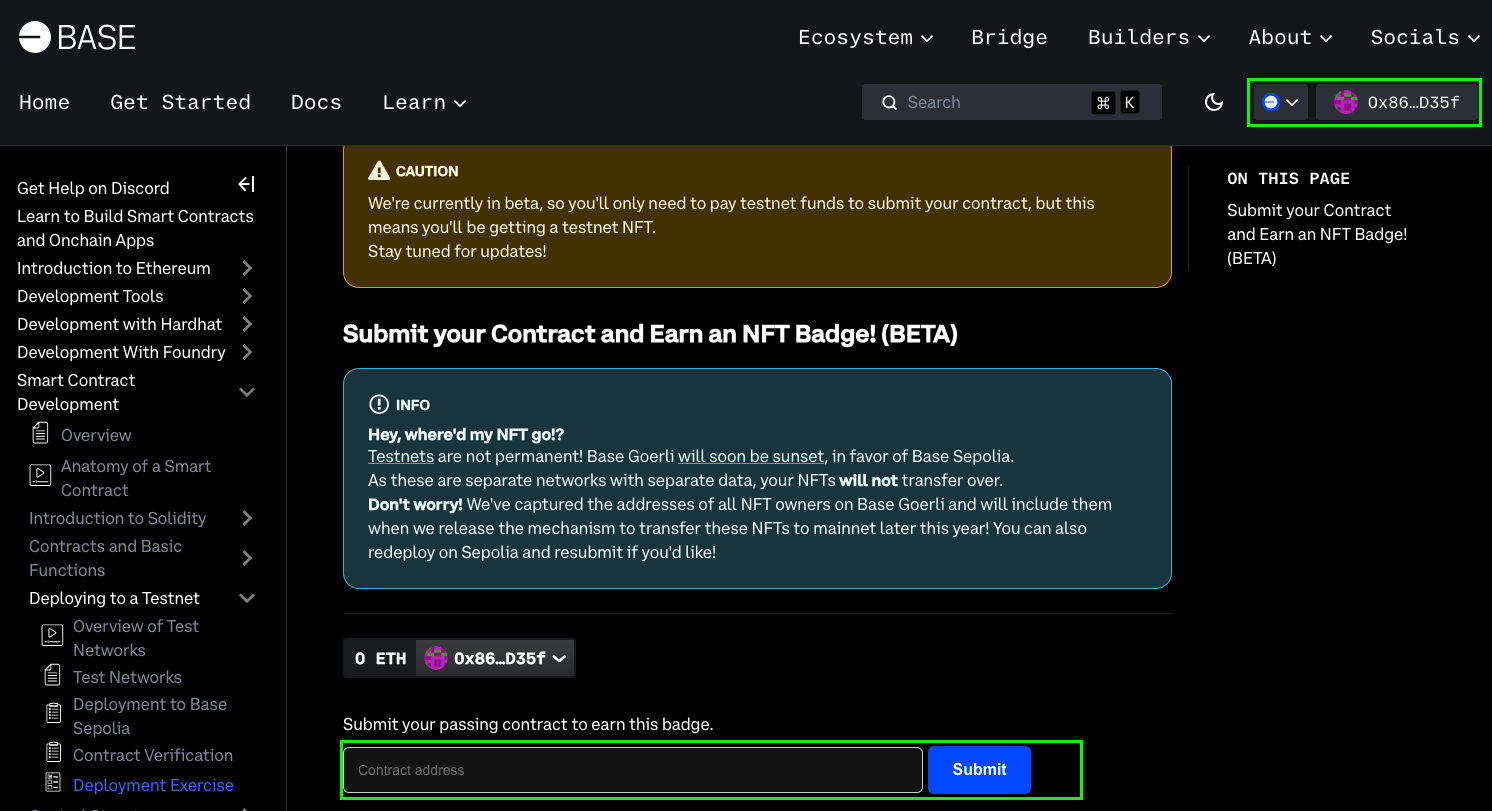 BASE
Ecosystem
Bridge
Builders
About
Socials
Home
Get Started
Docs
Learn
Search
⌘ K
0x86…D35f
Get Help on Discord
Learn to Build Smart Contracts
and Onchain Apps
Introduction to Ethereum
Development Tools
Development with Hardhat
Development With Foundry
Smart Contract
Development
Overview
Anatomy of a Smart
Contract
Introduction to Solidity
Contracts and Basic
Functions
Deploying to a Testnet
Overview of Test
Networks
Test Networks
Deployment to Base
Sepolia
Contract Verification
Deployment Exercise
CAUTION
We're currently in beta, so you'll only need to pay testnet funds to submit your contract, but this
means you'll be getting a testnet NFT.
Stay tuned for updates!
Submit your Contract and Earn an NFT Badge! (BETA)
INFO
Hey, where'd my NFT go!?
Testnets are not permanent! Base Goerli will soon be sunset, in favor of Base Sepolia.
As these are separate networks with separate data, your NFTs will not transfer over.
Don't worry! We've captured the addresses of all NFT owners on Base Goerli and will include them
when we release the mechanism to transfer these NFTs to mainnet later this year! You can also
redeploy on Sepolia and resubmit if you'd like!
0 ETH 0x86…D35f
Submit your passing contract to earn this badge.
Contract address
Submit
ON THIS PAGE
Submit your Contract
and Earn an NFT Badge!
(BETA)